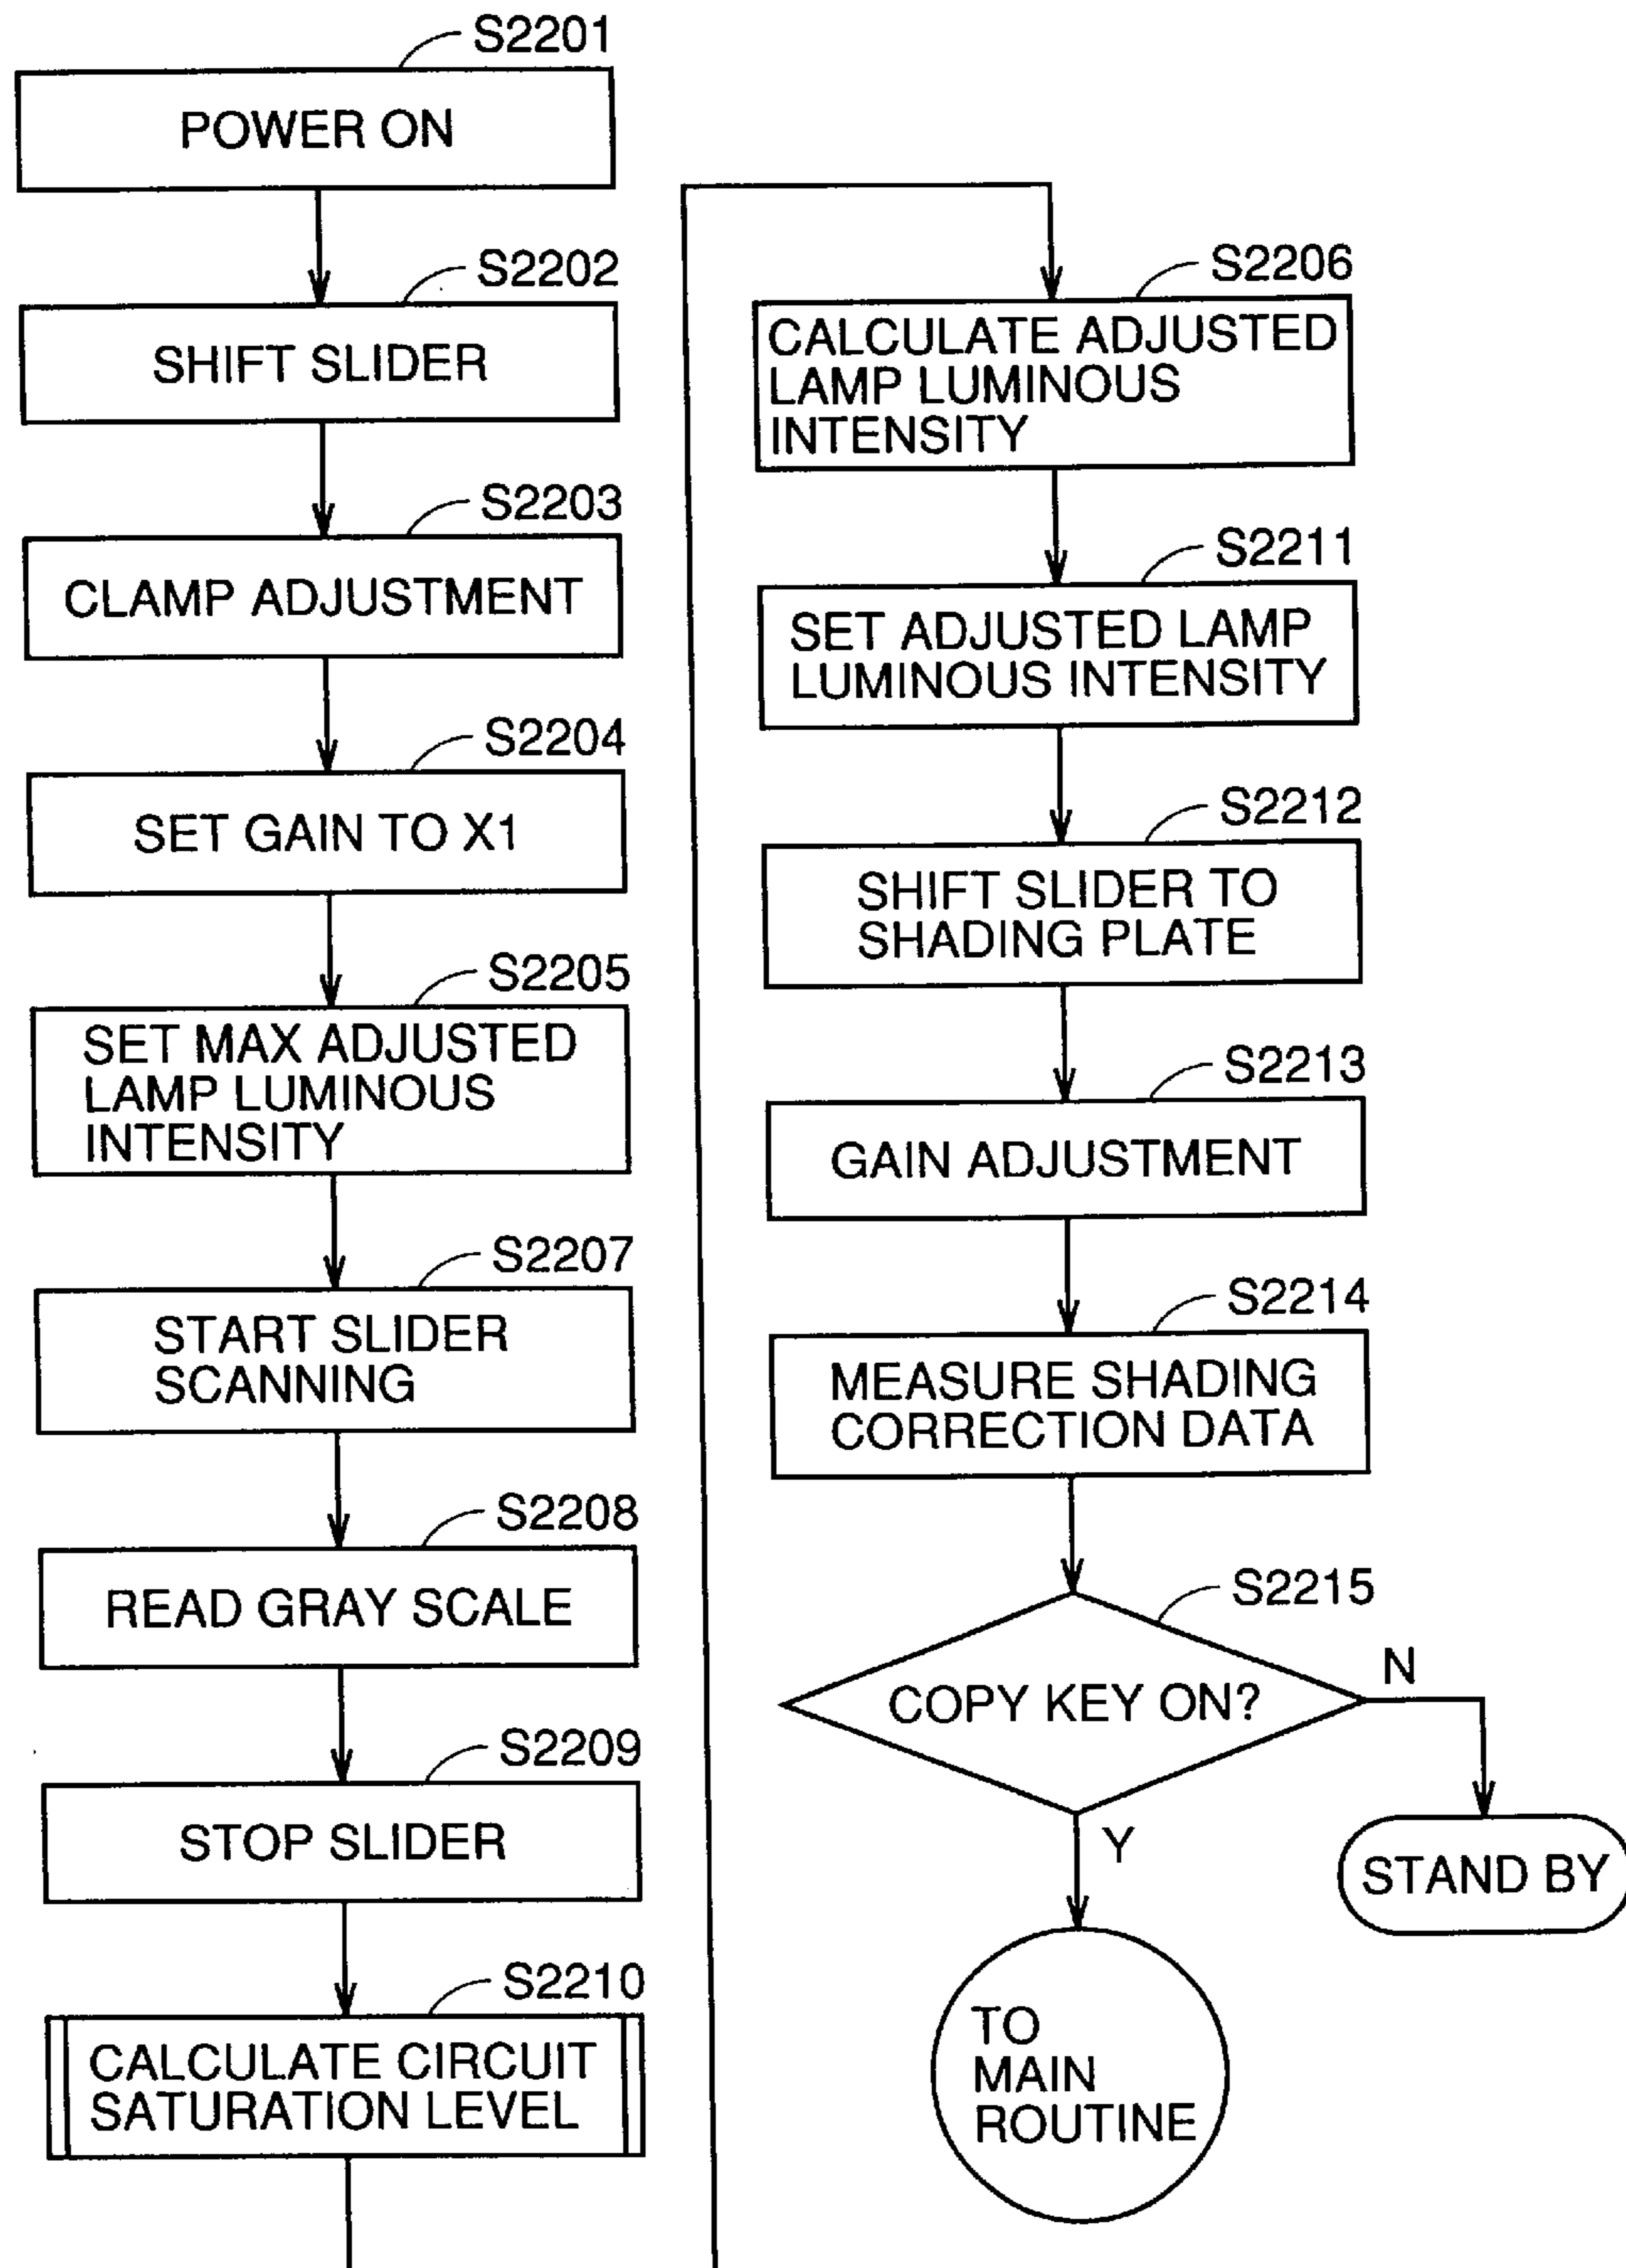 S2201
POWER ON
S2202
SHIFT SLIDER
S2203
CLAMP ADJUSTMENT
S2204
SET GAIN TO X1
S2205
SET MAX ADJUSTED
LAMP LUMINOUS
INTENSITY
S2207
START SLIDER
SCANNING
S2208
READ GRAY SCALE
S2209
STOP SLIDER
S2210
CALCULATE CIRCUIT
SATURATION LEVEL
S2206
CALCULATE ADJUSTED
LAMP LUMINOUS
INTENSITY
S2211
SET ADJUSTED LAMP
LUMINOUS INTENSITY
S2212
SHIFT SLIDER TO
SHADING PLATE
S2213
GAIN ADJUSTMENT
S2214
MEASURE SHADING
CORRECTION DATA
S2215
COPY KEY ON?
N
Y
STAND BY
TO
MAIN
ROUTINE